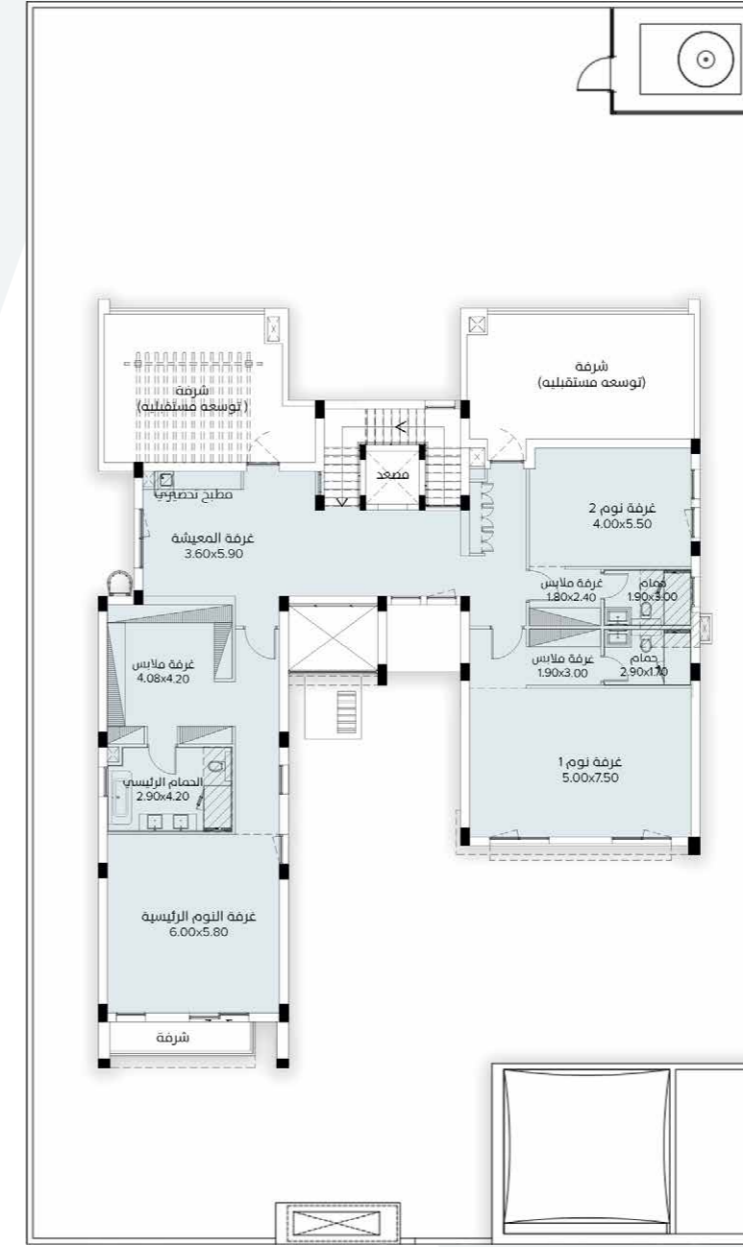 شرفة
(توسعه مستقبليه)
شرفة
( توسعه مستقبليه)
مصعد
مطبخ تحضيري
غرفة نوم 2
4.00x5.50
غرفة المعيشة
3.60x5.90
حمام
1.90x3.00
غرفة ملابس
1.80x2.40
حمام
2.90x1.70
غرفة ملابس
1.90x3.00
غرفة ملابس
4.08x4.20
غرفة نوم 1
5.00x7.50
الحمام الرئيسي
2.90x4.20
غرفة النوم الرئيسية
6.00x5.80
شرفة